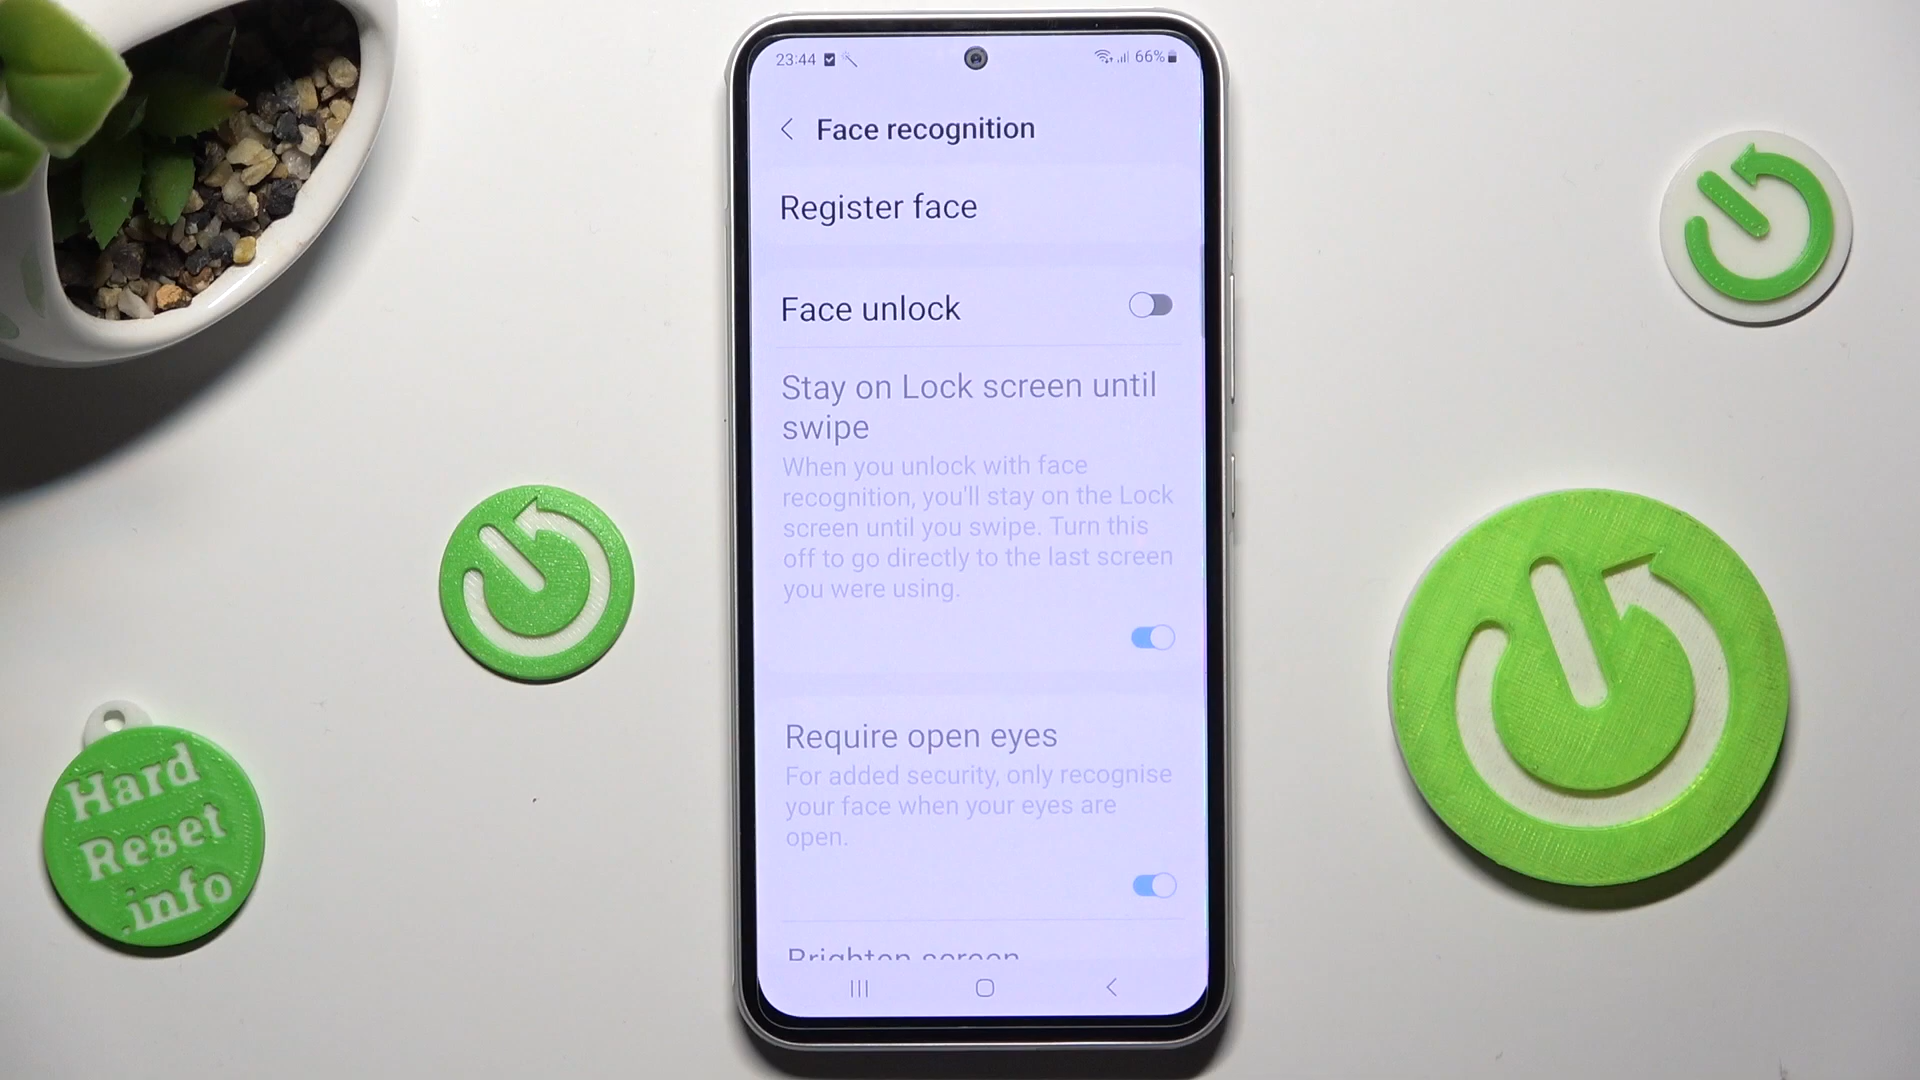 23:44
66%
Face recognition
Register face
Face unlock
Stay on Lock screen until
swipe
When you unlock with face
recognition, you'll stay on the Lock
screen until you swipe. Turn this
off to go directly to the last screen
you were using.
Require open eyes
For added security, only recognise
your face when your eyes are
open.
Brighten screen
Hard
Reset
.info